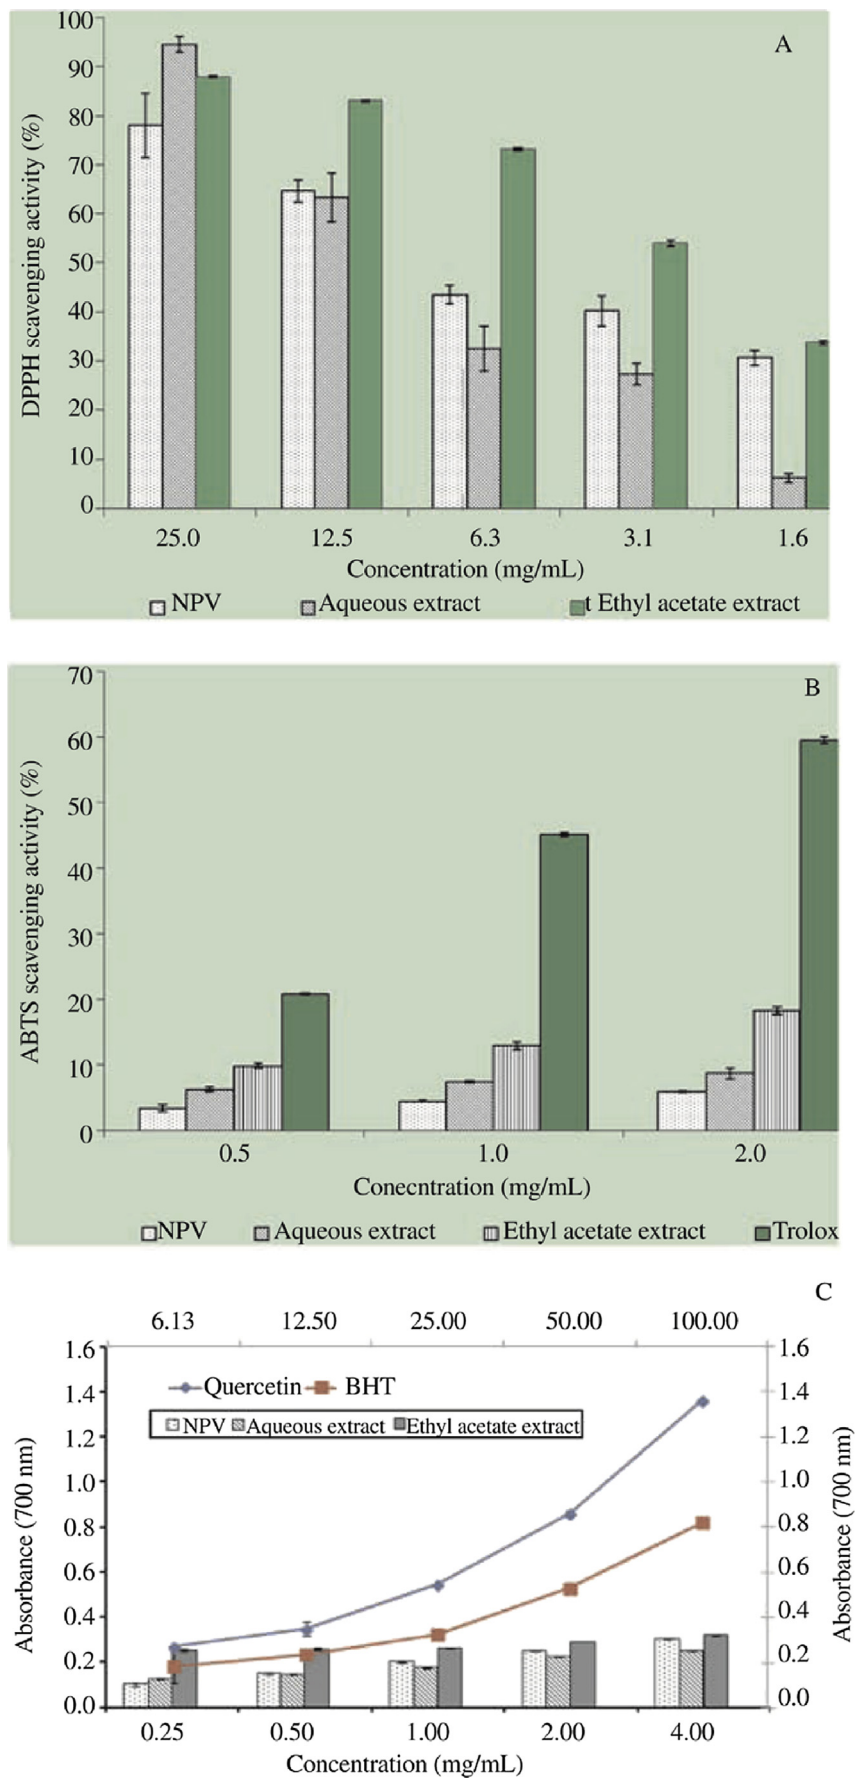 A
DPPH scavenging activity (%)
100
90
80
70
60
50
40
30
20
10
0
25.0 12.5 6.3 3.1 1.6
Concentration (mg/mL)
NPV Aqueous extract t Ethyl acetate extract
B
ABTS scavenging activity (%)
70
60
50
40
30
20
10
0
0.5 1.0 2.0
Conecntration (mg/mL)
NPV Aqueous extract Ethyl acetate extract Trolox
C
6.13 12.50 25.00 50.00 100.00
Absorbance (700 nm)
1.6 1.6
1.4 1.4
1.2 1.2
1.0 1.0
0.8 0.8
0.6 0.6
0.4 0.4
0.2 0.2
0.0 0.0
Absorbance (700 nm)
Quercetin BHT
NPV Aqueous extract Ethyl acetate extract
0.25 0.50 1.00 2.00 4.00
Concentration (mg/mL)